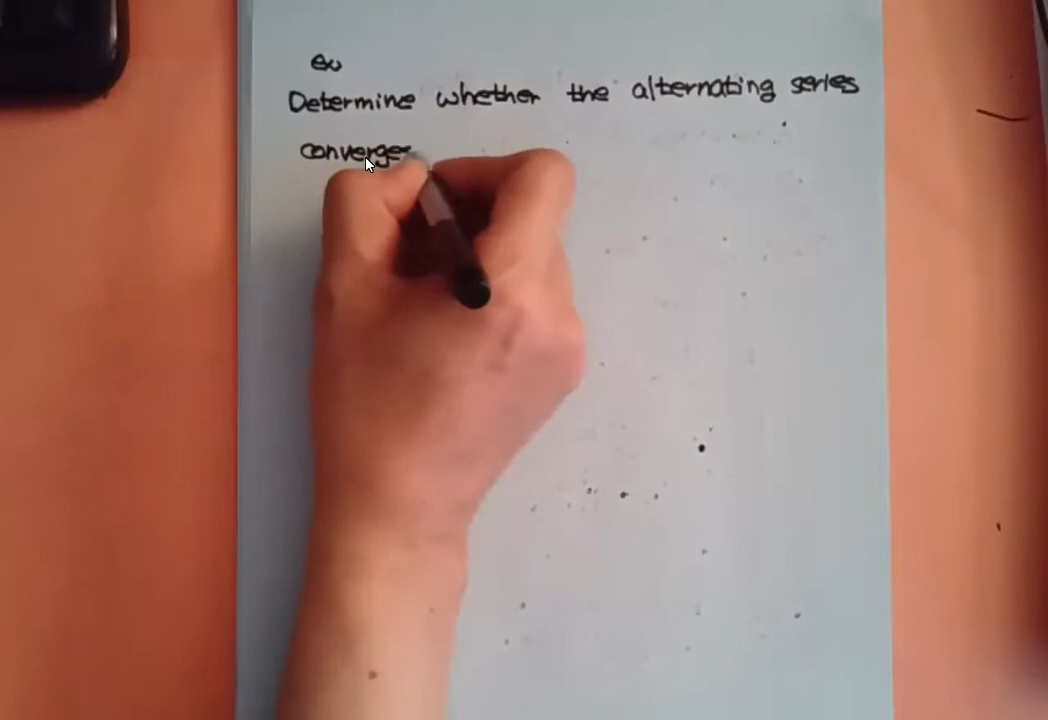 ex
Determine whether the alternating series
converges